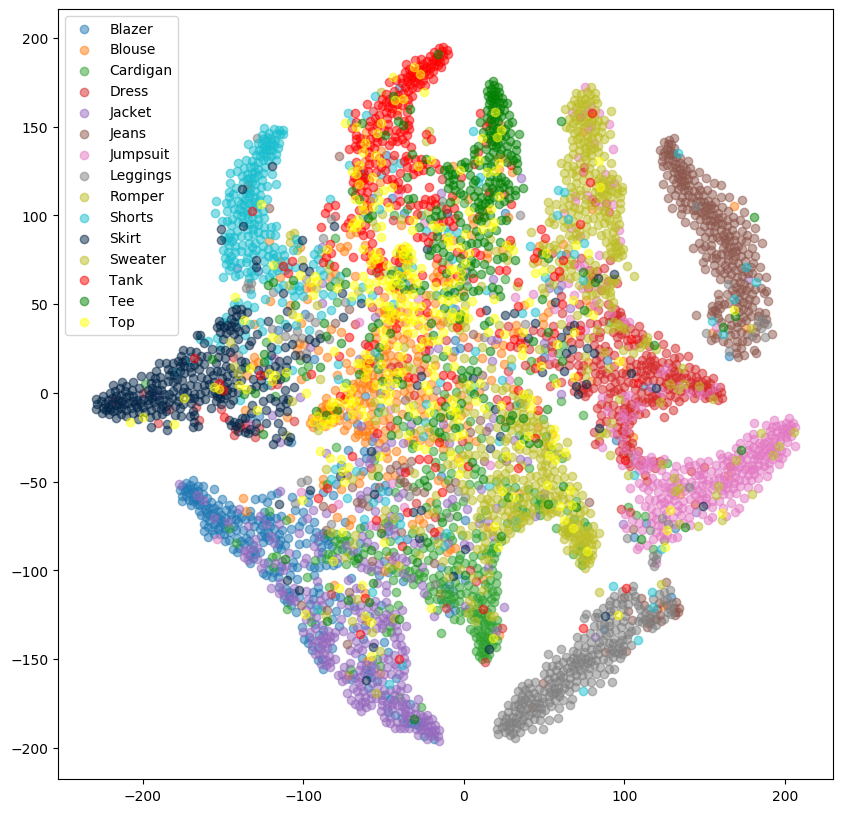 Blazer
Blouse
Cardigan
Dress
Jacket
Jeans
Jumpsuit
Leggings
Romper
Shorts
Skirt
Sweater
Tank
Tee
Top
200
150
100
50
0
−50
−100
−150
−200
−200
−100
0
100
200